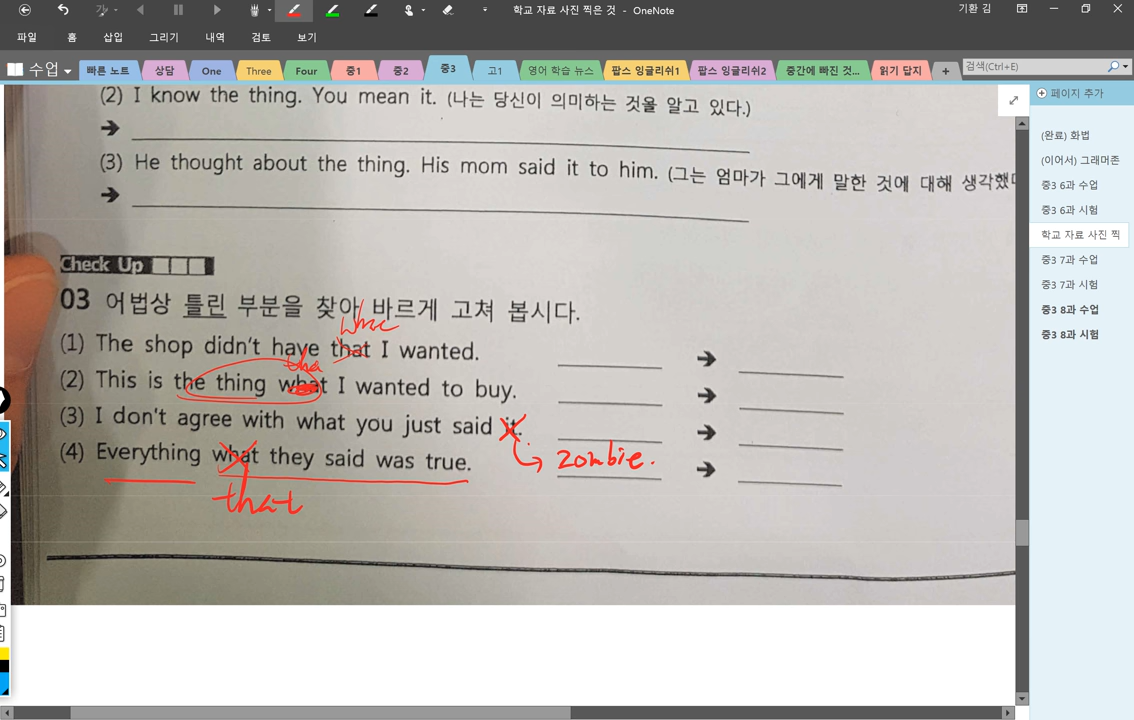 학교 자료 사진 찍은 것 - OneNote
기환 김
파일 홈 삽입 그리기 내역 검토 보기
수업 빠른 노트 상담 One Three Four 중1 중2 중3 고1 영어 학습 뉴스 팝스 잉글리쉬1 팝스 잉글리쉬2 중간에 빠진 것... 읽기 답지 +
검색(Ctrl+E)
페이지 추가
(완료) 화법
(이어서) 그래머존
중3 6과 수업
중3 6과 시험
학교 자료 사진 찍
중3 7과 수업
중3 7과 시험
중3 8과 수업
중3 8과 시험
(2) I know the thing. You mean it. (나는 당신이 의미하는 것을 알고 있다.)
(3) He thought about the thing. His mom said it to him. (그는 엄마가 그에게 말한 것에 대해 생각했
Check Up
03 어법상 틀린 부분을 찾아 바르게 고쳐 봅시다.
(1) The shop didn't have that I wanted.
tha
(2) This is the thing what I wanted to buy.
(3) I don't agree with what you just said it.
zombie.
(4) Everything what they said was true.
that